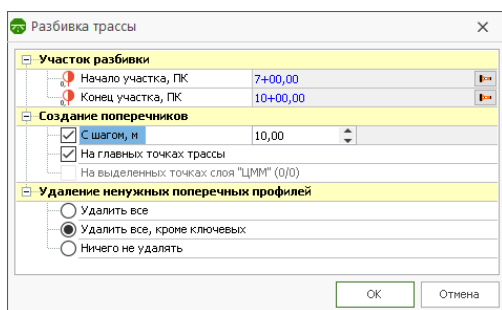 Разбивка трассы
Участок разбивки
Начало участка, ПК 7+00,00
Конец участка, ПК 10+00,00
Создание поперечников
С шагом, м 10,00
На главных точках трассы
На выделенных точках слоя "ЦММ" (0/0)
Удаление ненужных поперечных профилей
Удалить все
Удалить все, кроме ключевых
Ничего не удалять
ОК Отмена